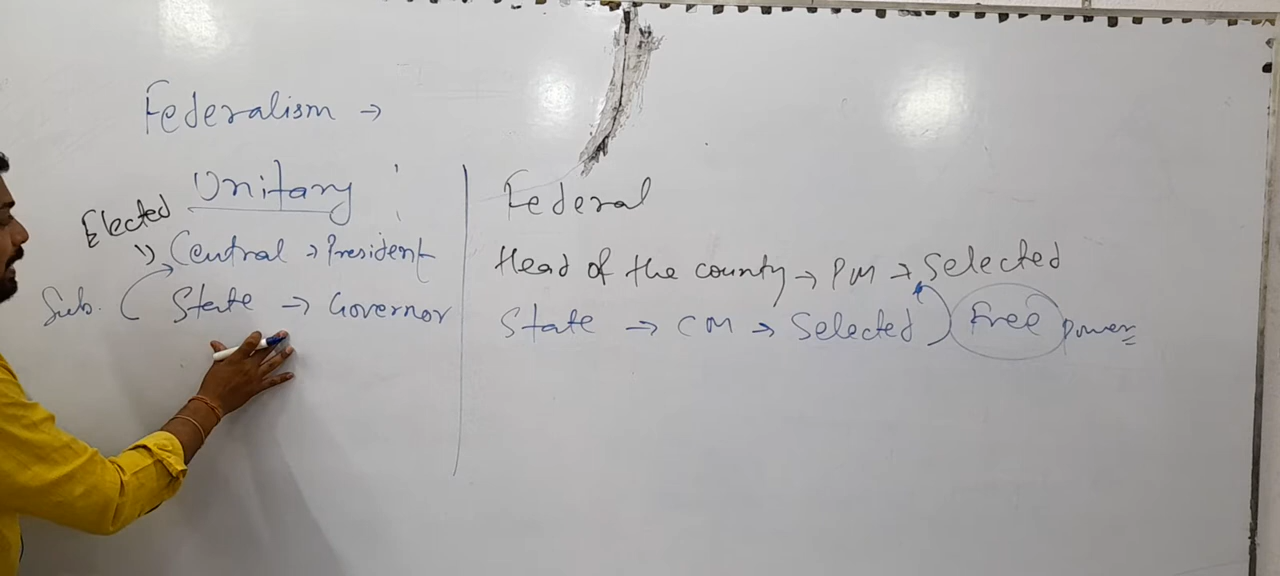 Federalism →
Unitary
Elected
Central → President
Sub. State → Governor
Federal
Head of the county → PM → Selected
State → CM → Selected) Free power